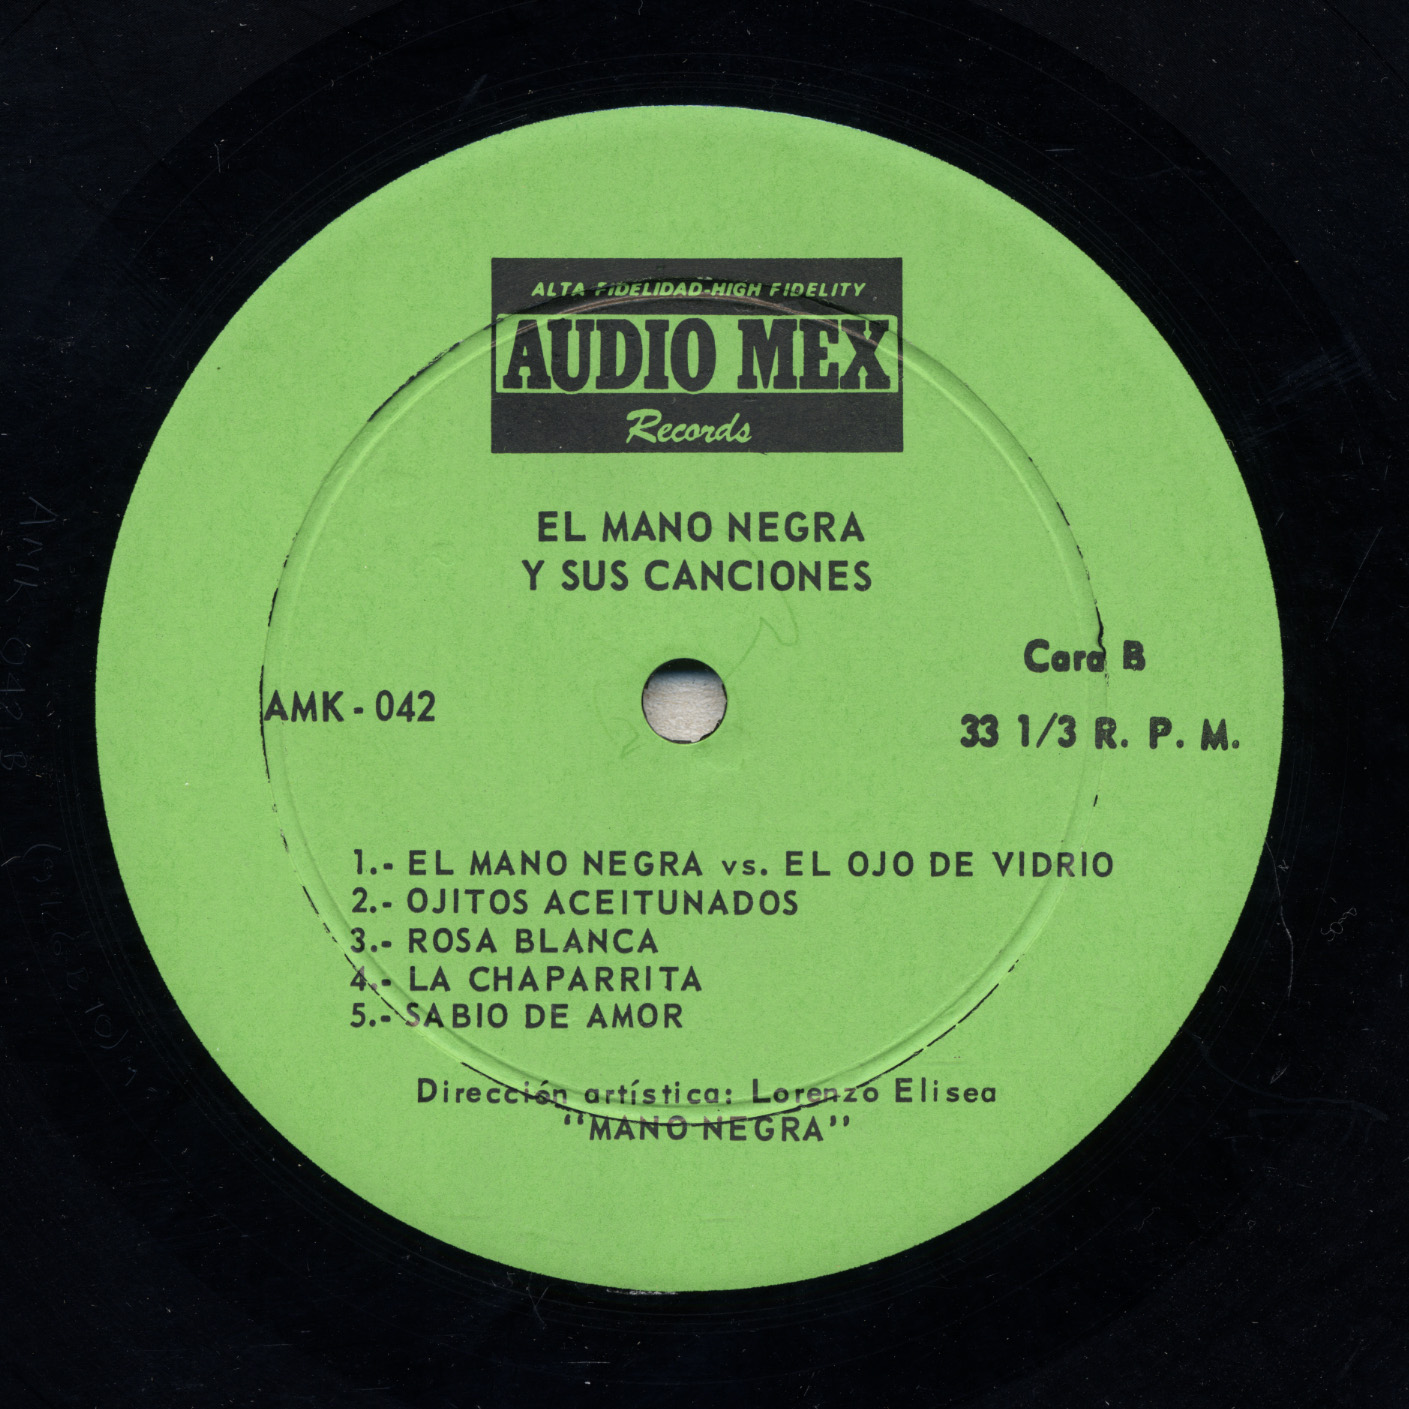 ALTA FIDELIDAD-HIGH FIDELITY
AUDIO MEX
Records
EL MANO NEGRA
Y SUS CANCIONES
Cara B
AMK - 042
33 1/3 R. P. M.
1.- EL MANO NEGRA vs. EL OJO DE VIDRIO
2.- OJITOS ACEITUNADOS
3.- ROSA BLANCA
4.- LA CHAPARRITA
5.- SABIO DE AMOR
Dirección artística: Lorenzo Elisea
"MANO NEGRA"